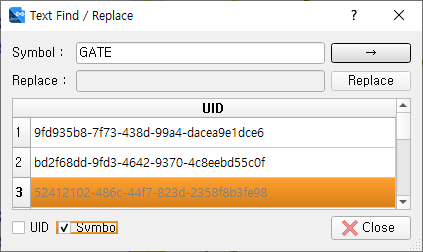 Text Find / Replace
?
Symbol :
GATE
→
Replace :
Replace
UID
1
9fd935b8-7f73-438d-99a4-dacea9e1dce6
2
bd2f68dd-9fd3-4642-9370-4c8eebd55c0f
3
52412102-486c-44f7-823d-2358f8b3fe98
UID
Symbo
Close